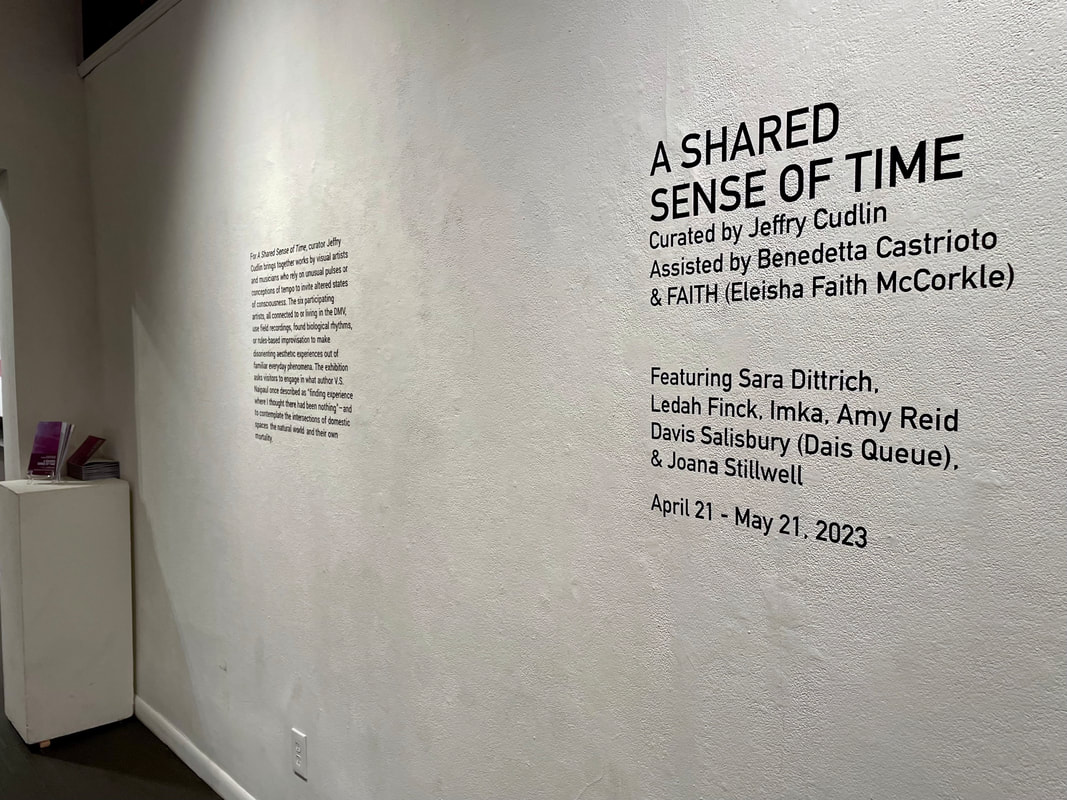 A SHARED
SENSE OF TIME
Curated by Jeffry Cudlin
Assisted by Benedetta Castrioto
& FAITH (Eleisha Faith McCorkle)
Featuring Sara Dittrich,
Ledah Finck, Imka, Amy Reid
Davis Salisbury (Dais Queue),
& Joana Stillwell
April 21 - May 21, 2023
For A Shared Sense of Time, curator Jeffry
Cudlin brings together works by visual artists
and musicians who rely on unusual pulses or
conceptions of tempo to invite altered states
of consciousness. The six participating
artists, all connected to or living in the DMV,
use field recordings, found biological rhythms,
or rules-based improvisation to make
disorienting aesthetic experiences out of
familiar everyday phenomena. The exhibition
asks visitors to engage in what author V.S.
Naipaul once described as "finding experience
where I thought there had been nothing"—and
to contemplate the intersections of domestic
spaces the natural world and their own
mortality.